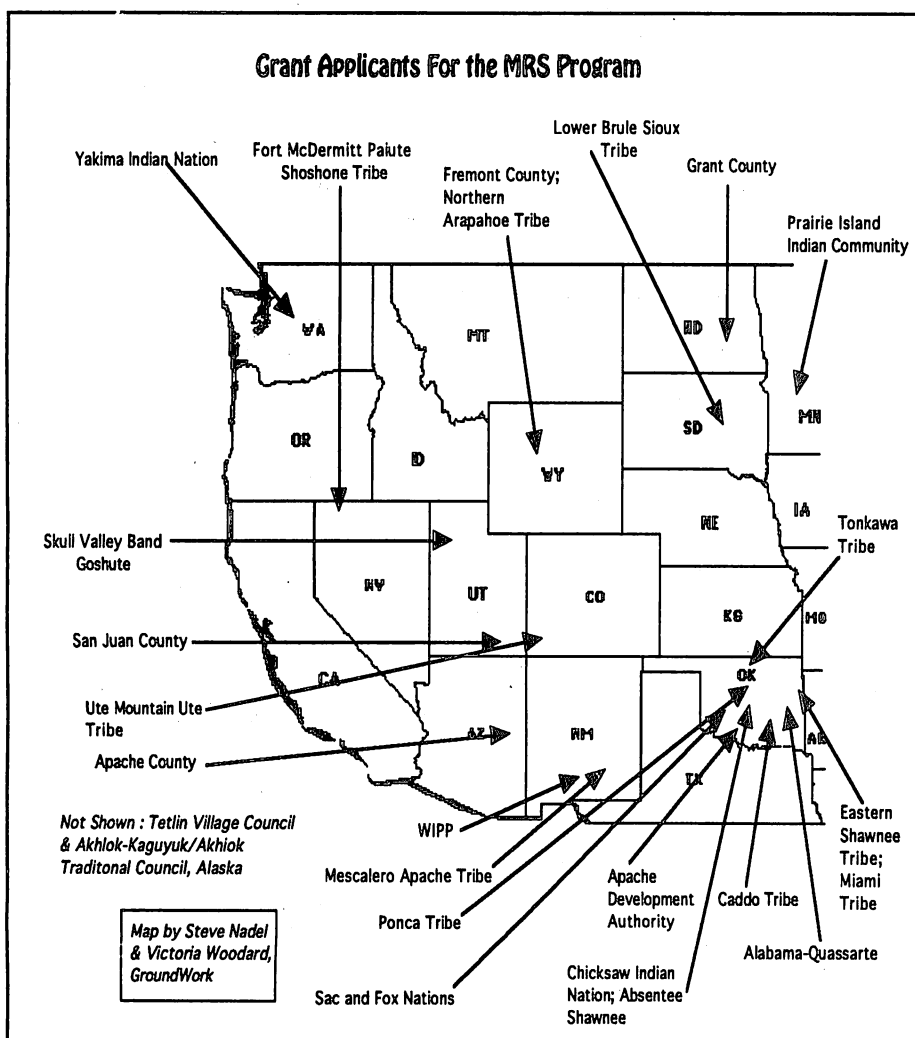 Grant Applicants For the MRS Program
Lower Brule Sioux
Tribe
Grant County
Yakima Indian Nation
Fort McDermitt Paiute
Shoshone Tribe
Fremont County;
Northern
Arapahoe Tribe
Prairie Island
Indian Community
WA
MT
ND
MN
OR
ID
SD
WY
IA
NE
Tonkawa
Tribe
Skull Valley Band
Goshute
NV
UT
CO
KS
MO
San Juan County
OK
CA
Ute Mountain Ute
Tribe
AZ
NM
AR
Apache County
TX
WIPP
Not Shown : Tetlin Village Council
& Akhlok-Kaguyuk/Akhiok
Traditonal Council, Alaska
Mescalero Apache Tribe
Ponca Tribe
Apache
Development
Authority
Caddo Tribe
Eastern
Shawnee
Tribe;
Miami
Tribe
Map by Steve Nadel
& Victoria Woodard,
GroundWork
Alabama-Quassarte
Sac and Fox Nations
Chicksaw Indian
Nation; Absentee
Shawnee